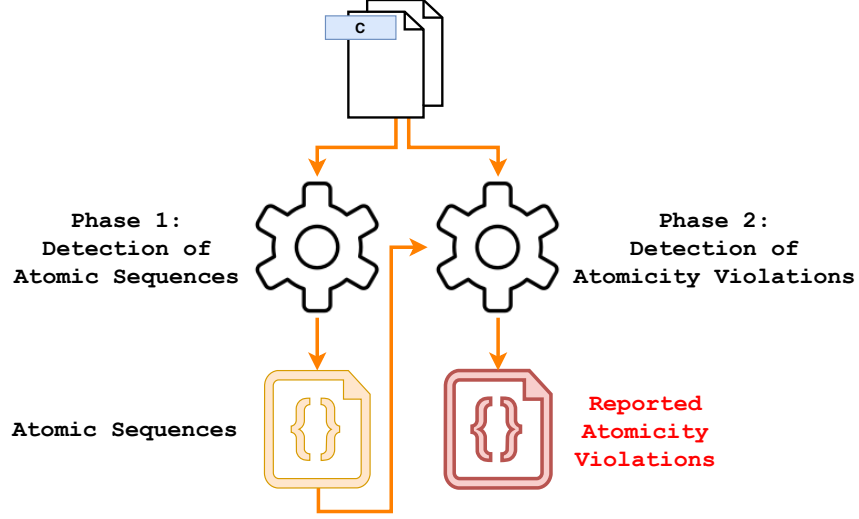 C
Phase 1:
Detection of
Atomic Sequences
Phase 2:
Detection of
Atomicity Violations
Atomic Sequences
Reported
Atomicity
Violations